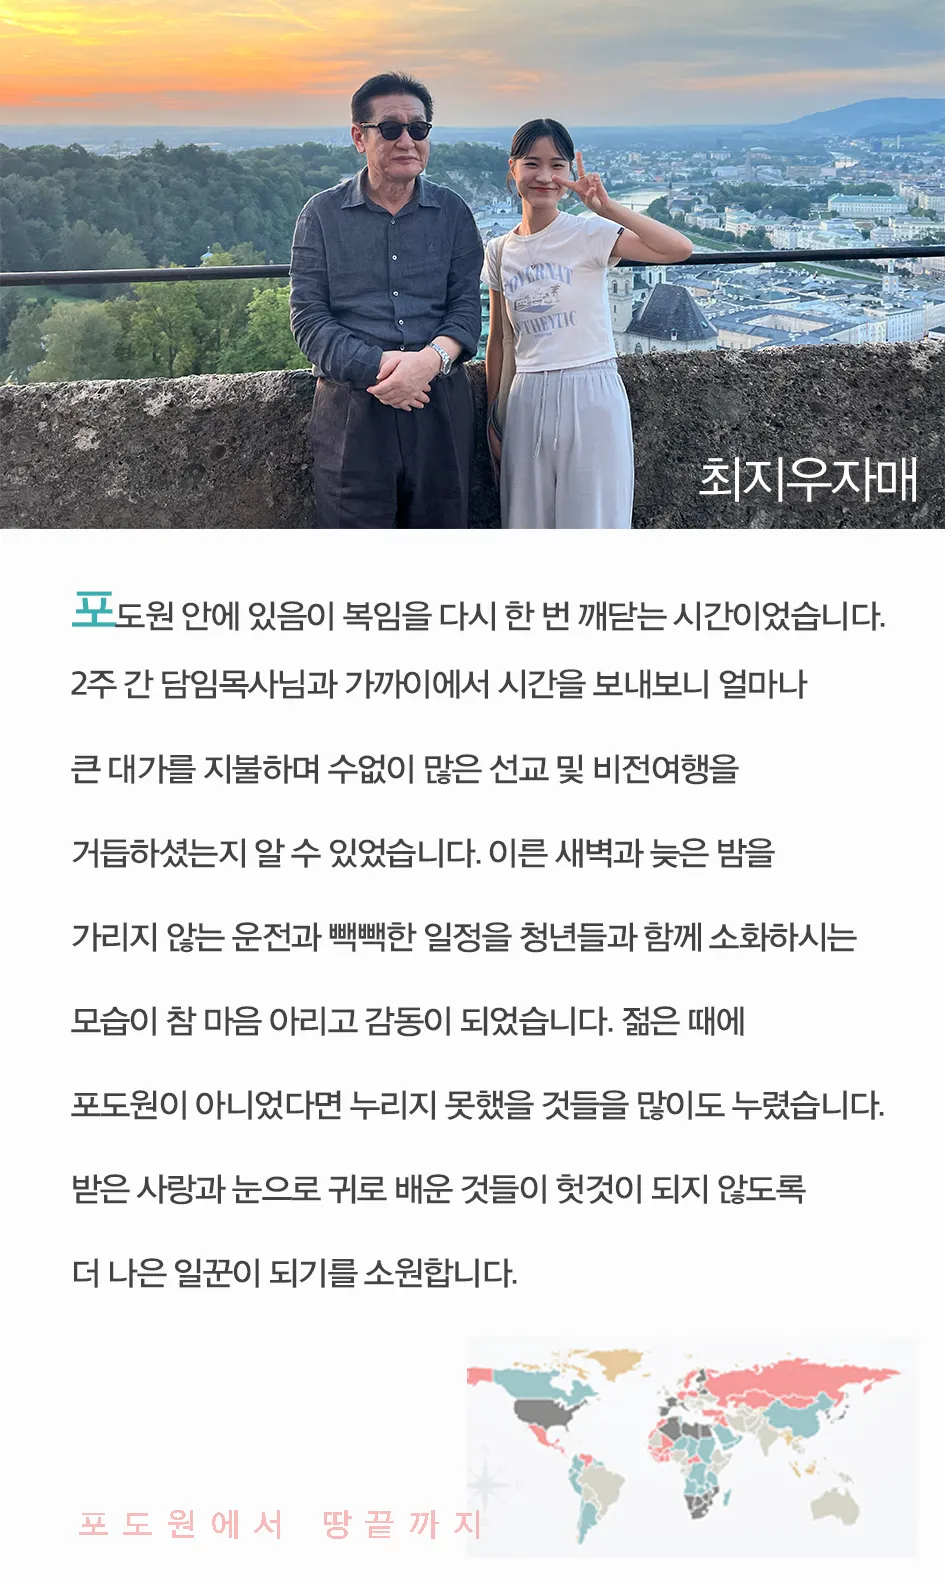 OVERNAT
THENTIC
최지우자매
포도원 안에 있음이 복임을 다시 한 번 깨닫는 시간이었습니다.
2주 간 담임목사님과 가까이에서 시간을 보내보니 얼마나
큰 대가를 지불하며 수없이 많은 선교 및 비전여행을
거듭하셨는지 알 수 있었습니다. 이른 새벽과 늦은 밤을
가리지 않는 운전과 빽빽한 일정을 청년들과 함께 소화하시는
모습이 참 마음 아리고 감동이 되었습니다. 젊은 때에
포도원이 아니었다면 누리지 못했을 것들을 많이도 누렸습니다.
받은 사랑과 눈으로 귀로 배운 것들이 헛것이 되지 않도록
더 나은 일꾼이 되기를 소원합니다.
포도원에서 땅끝까지